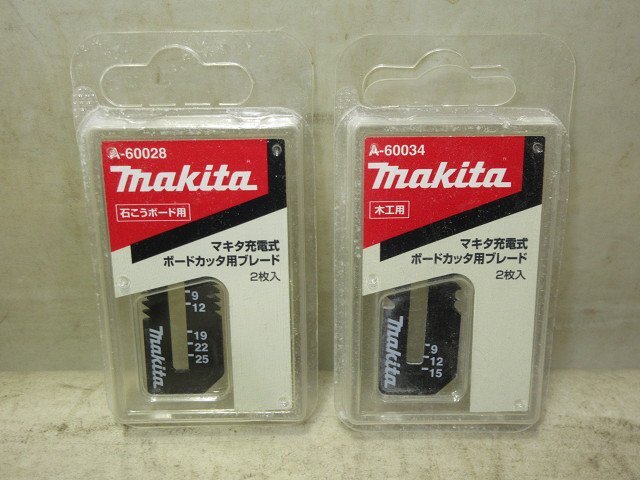 A-60028
makita
石こうボード用
マキタ充電式
ボードカッタ用ブレード
2枚入
9
12
19
22
25
makita
A-60034
makita
木工用
マキタ充電式
ボードカッタ用ブレード
2枚入
9
12
15
makita